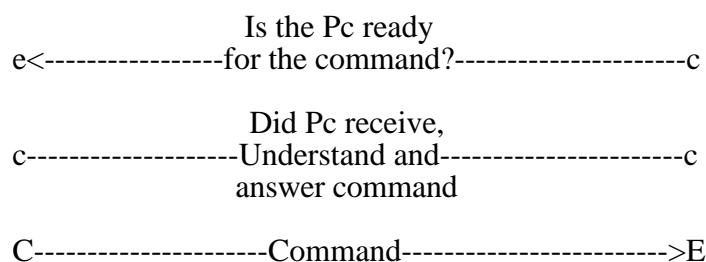 Is the Pc ready
e<-----------------for the command?----------------------c
Did Pc receive,
c--------------------Understand and-----------------------c
answer command
C----------------------Command------------------------->E